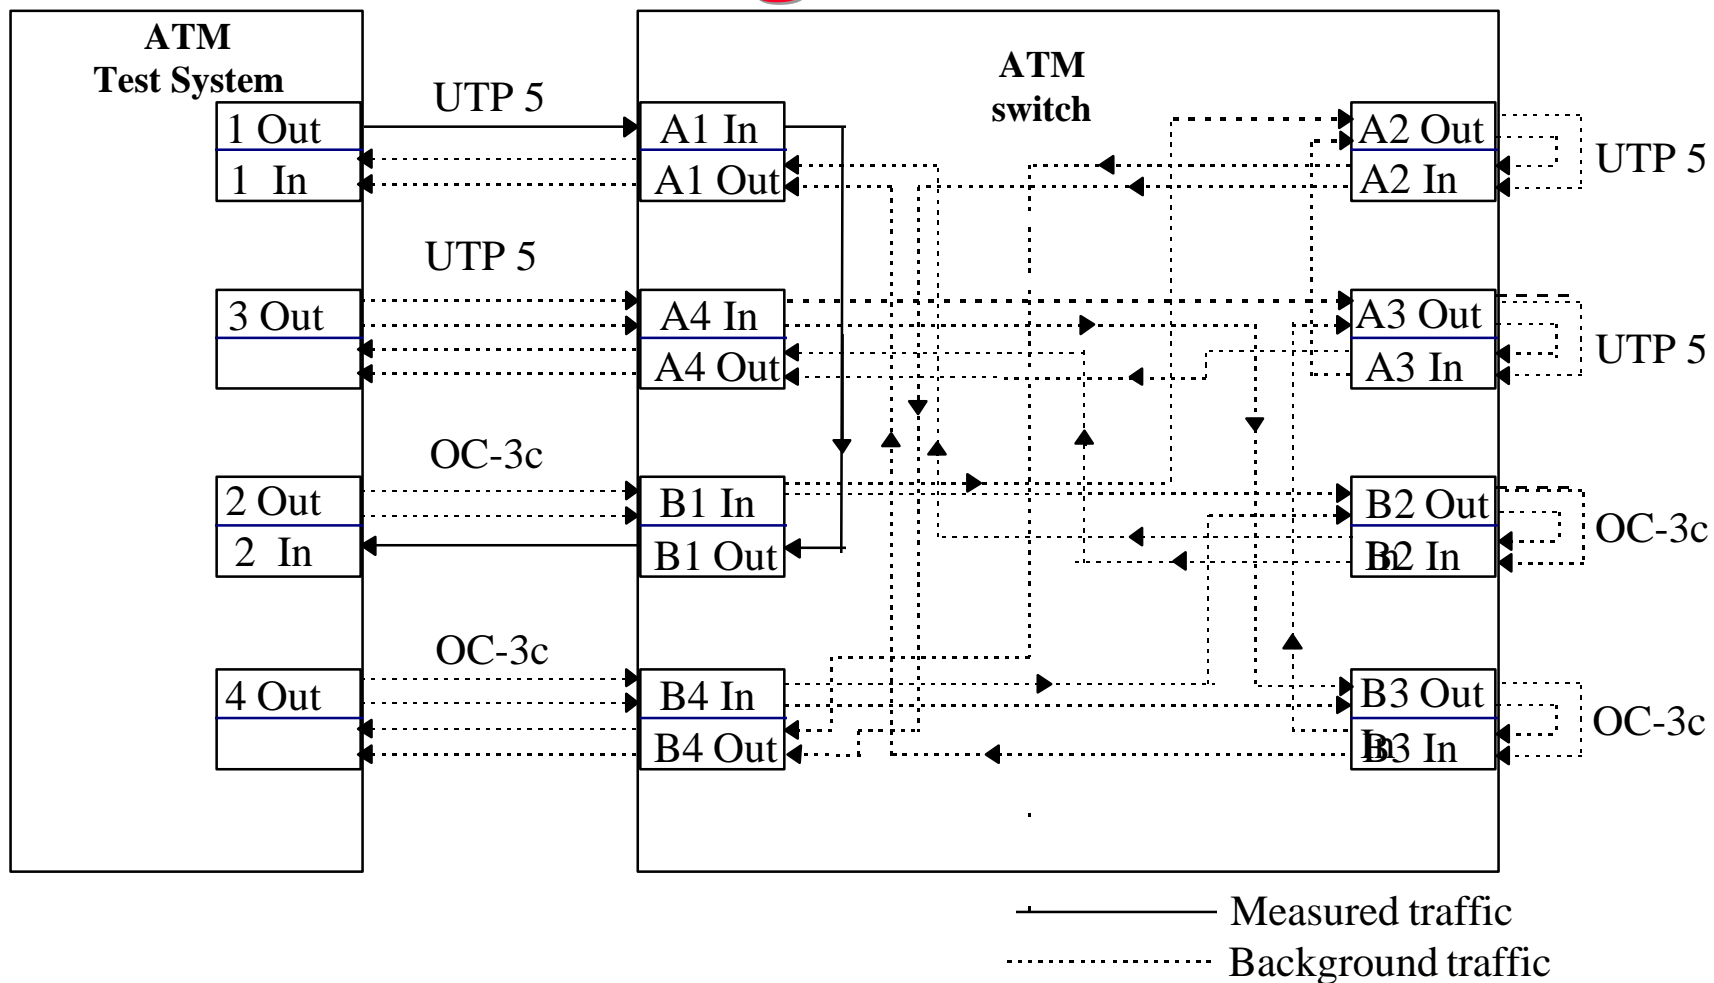 ATM
Test System
ATM
switch
UTP 5
1 Out
1 In
A1 In
A1 Out
A2 Out
A2 In
UTP 5
UTP 5
3 Out
A4 In
A4 Out
A3 Out
A3 In
UTP 5
OC-3c
2 Out
2 In
B1 In
B1 Out
B2 Out
In
B2 In
OC-3c
OC-3c
4 Out
B4 In
B4 Out
B3 Out
In
B3 In
OC-3c
Measured traffic
Background traffic